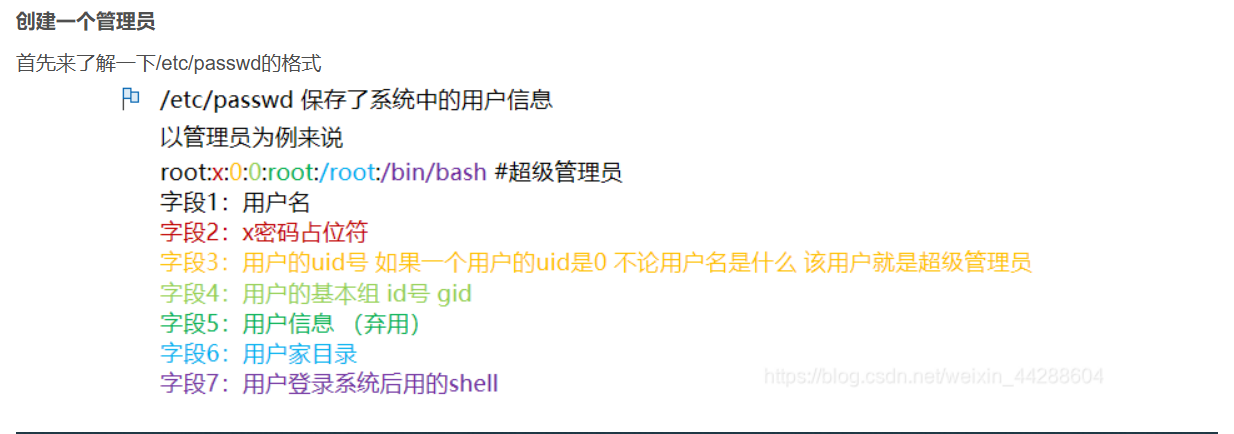 创建一个管理员
首先来了解一下/etc/passwd的格式
/etc/passwd 保存了系统中的用户信息
以管理员为例来说
root:x:0:0:root:/root:/bin/bash #超级管理员
字段1：用户名
字段2：x密码占位符
字段3：用户的uid号 如果一个用户的uid是0 不论用户名是什么 该用户就是超级管理员
字段4：用户的基本组 id号 gid
字段5：用户信息 （弃用）
字段6：用户家目录
字段7：用户登录系统后用的shell
https://blog.csdn.net/weixin_44288604